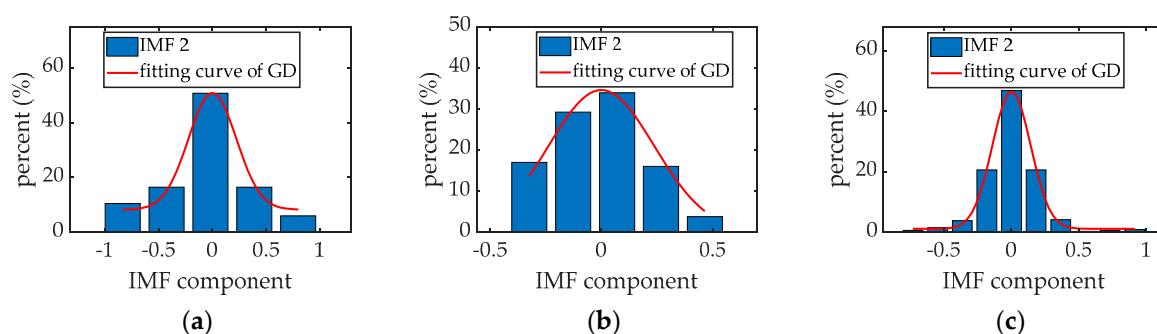 IMF 2
fitting curve of GD
percent (%)
60
40
20
0
-1
-0.5
0
0.5
1
IMF component
(a)
IMF 2
fitting curve of GD
percent (%)
50
40
30
20
10
0
-0.5
0
0.5
IMF component
(b)
IMF 2
fitting curve of GD
percent (%)
60
40
20
0
-0.5
0
0.5
1
IMF component
(c)